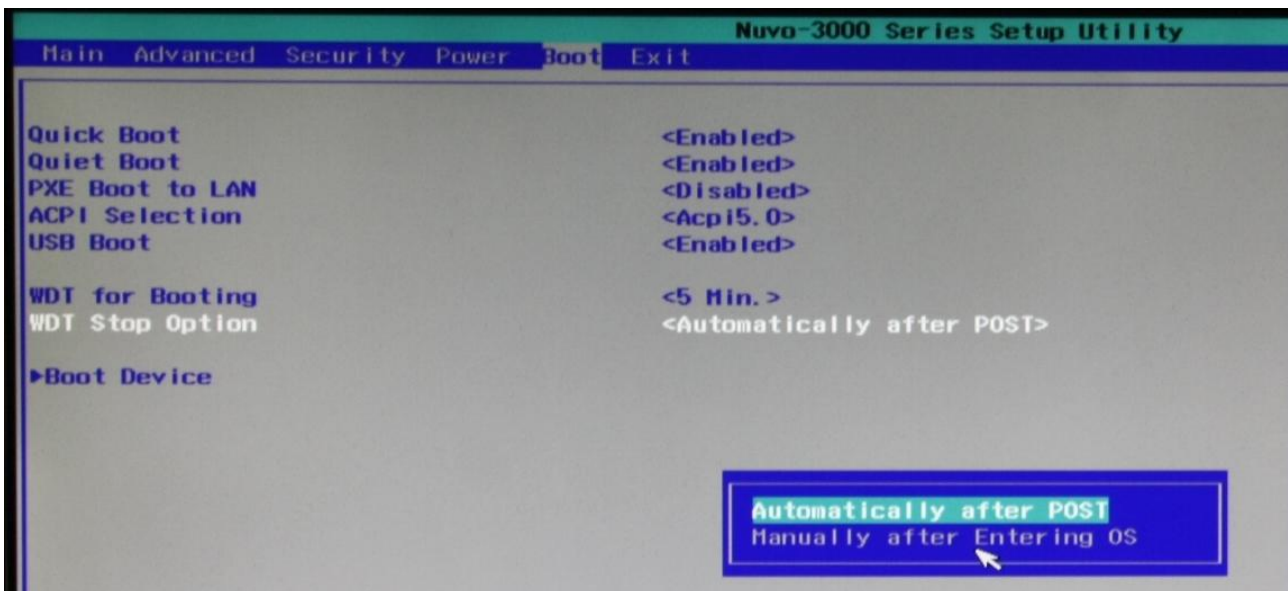 Nuvo-3000 Series Setup Utility
Main Advanced Security Power Boot Exit
Quick Boot <Enabled>
Quiet Boot <Enabled>
PXE Boot to LAN <Disabled>
ACPI Selection <Acpi5.0>
USB Boot <Enabled>
WDT for Booting <5 Min.>
WDT Stop Option <Automatically after POST>
▶Boot Device
Automatically after POST
Manually after Entering OS